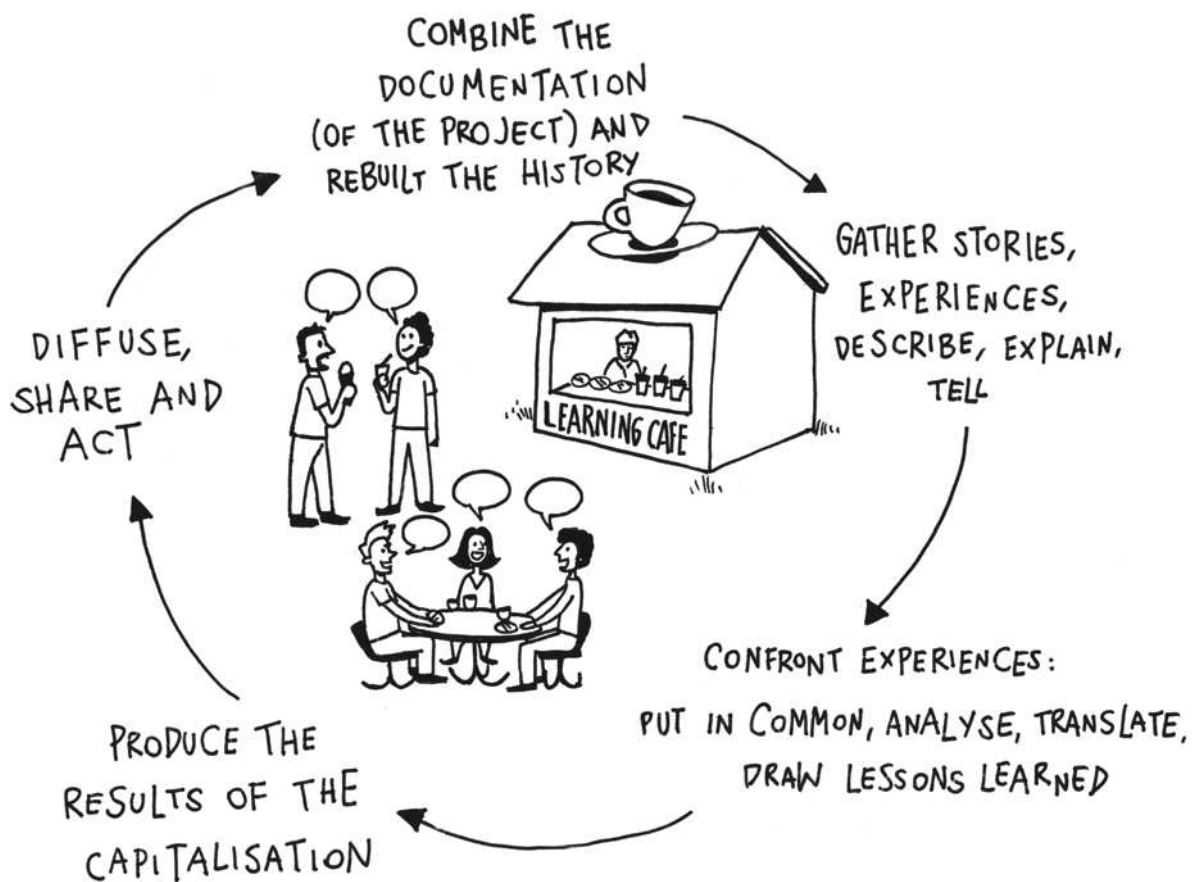 COMBINE THE
DOCUMENTATION
(OF THE PROJECT) AND
REBUILT THE HISTORY
GATHER STORIES,
EXPERIENCES,
DESCRIBE, EXPLAIN,
TELL
LEARNING CAFE
CONFRONT EXPERIENCES:
PUT IN COMMON, ANALYSE, TRANSLATE,
DRAW LESSONS LEARNED
PRODUCE THE
RESULTS OF THE
CAPITALISATION
DIFFUSE,
SHARE AND
ACT